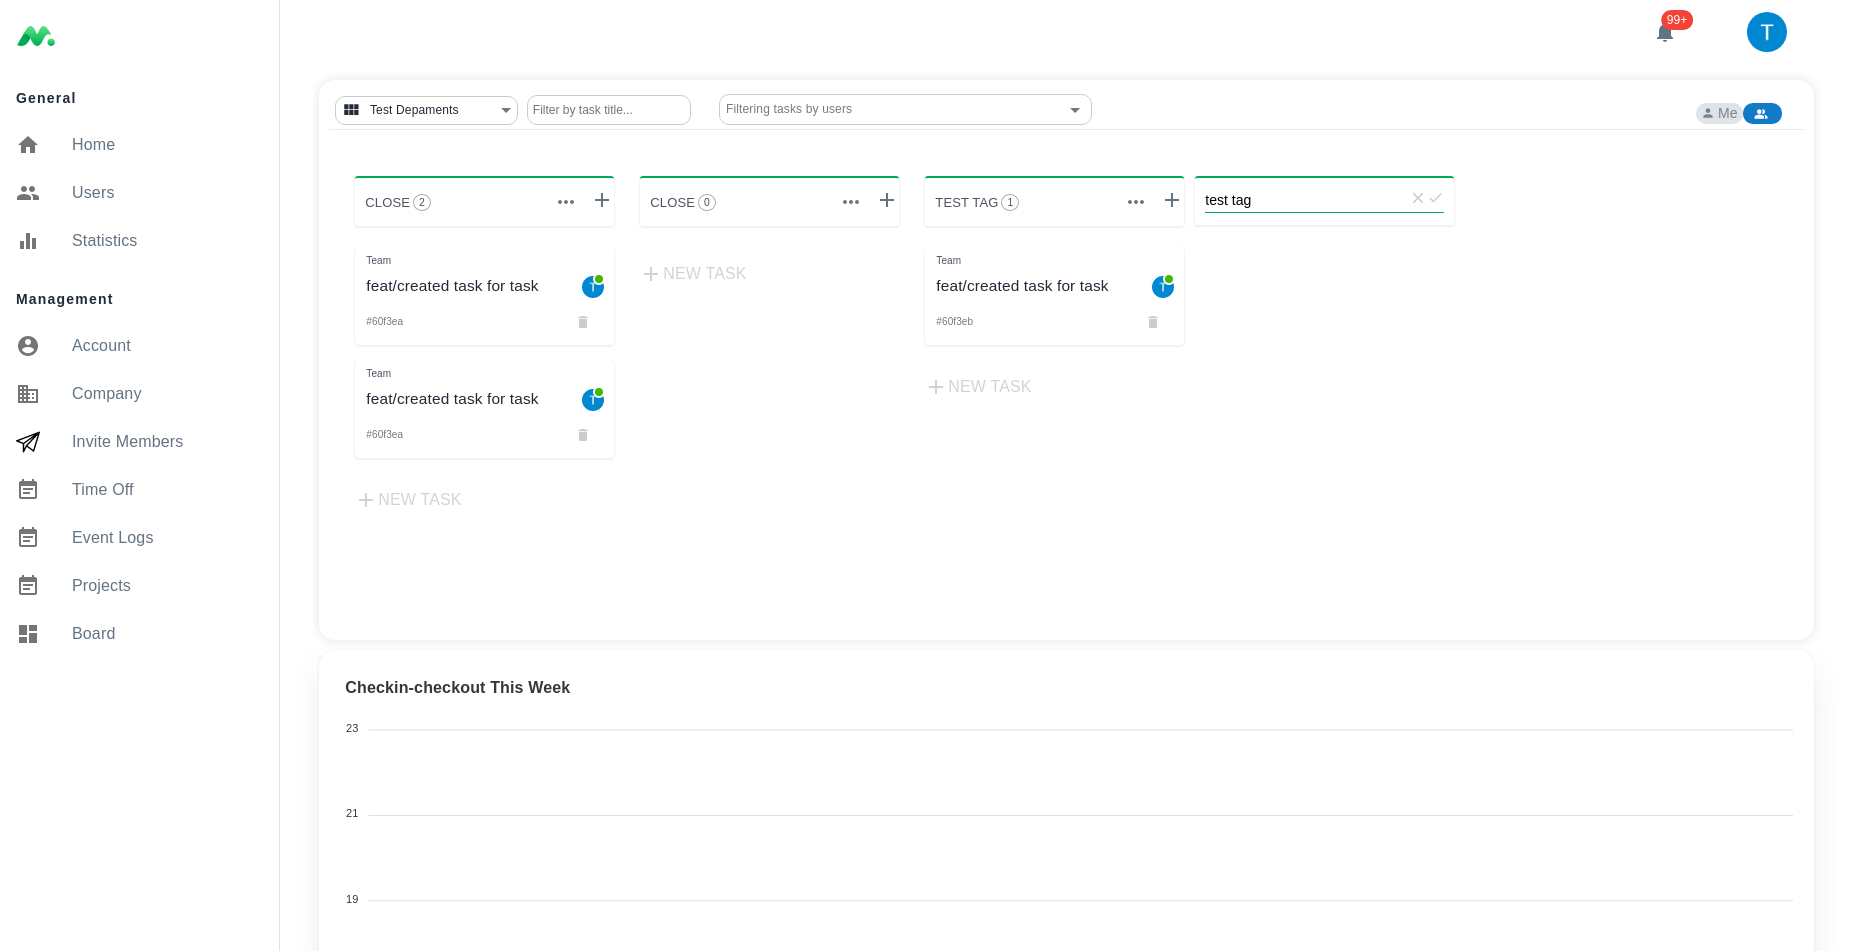 99+
T
General
Home
Users
Statistics
Management
Account
Company
Invite Members
Time Off
Event Logs
Projects
Board
Test Depaments
Filter by task title...
Filtering tasks by users
Me
CLOSE 2
CLOSE 0
TEST TAG 1
test tag
Team
feat/created task for task
T
#60f3ea
Team
feat/created task for task
T
#60f3ea
NEW TASK
NEW TASK
Team
feat/created task for task
T
#60f3eb
NEW TASK
Checkin-checkout This Week
23
21
19